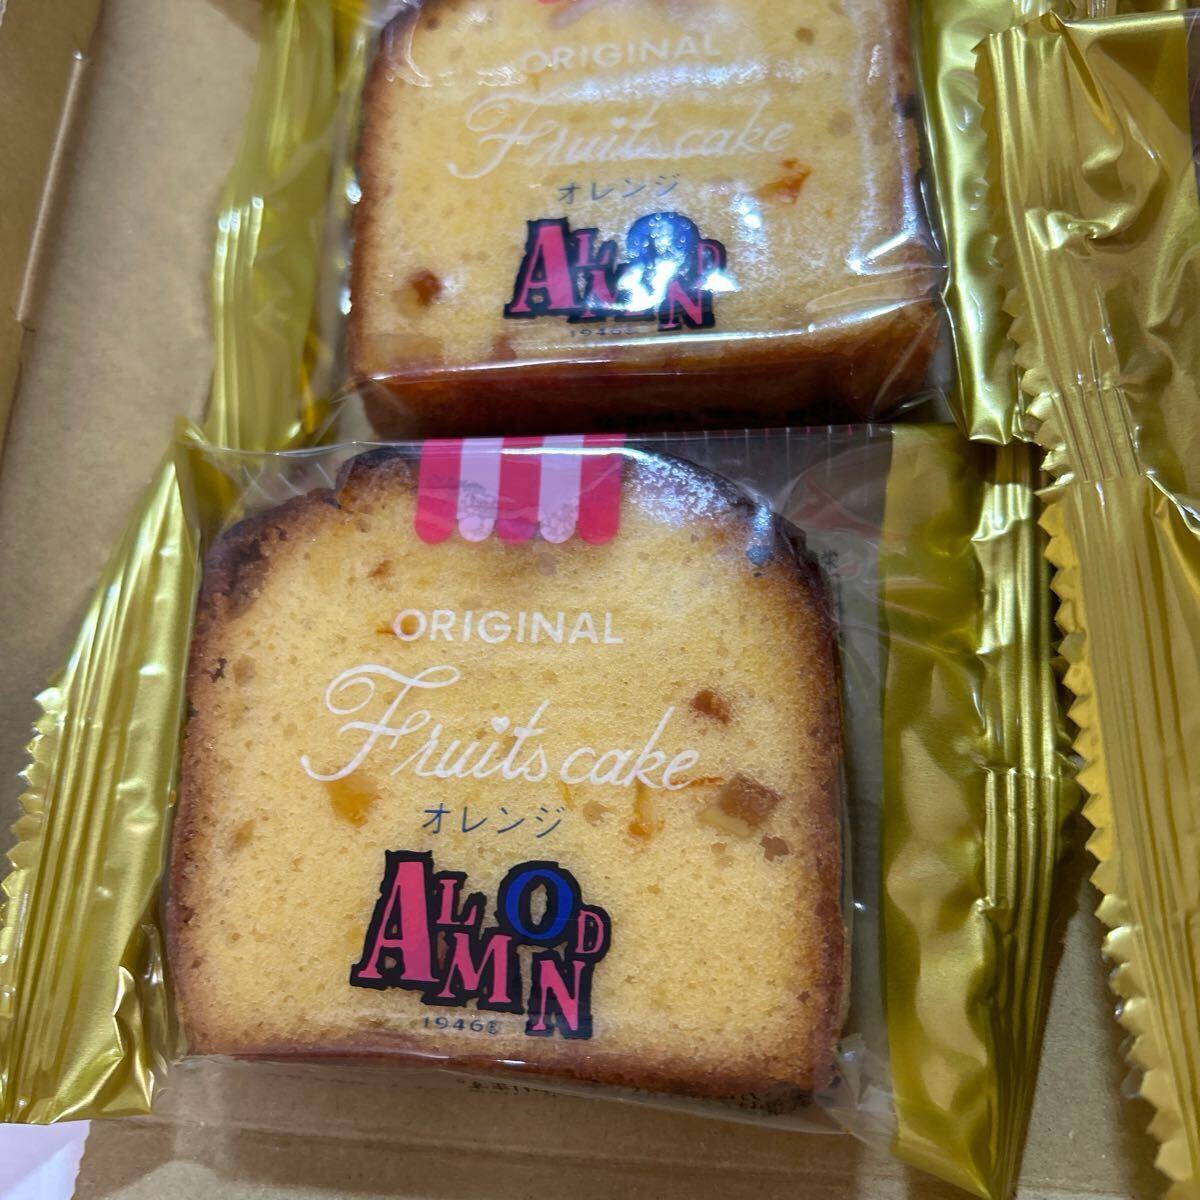 ORIGINAL
Fruits cake
オレンジ
ALMOND
1946
ORIGINAL
Fruits cake
オレンジ
ALMOND
1946